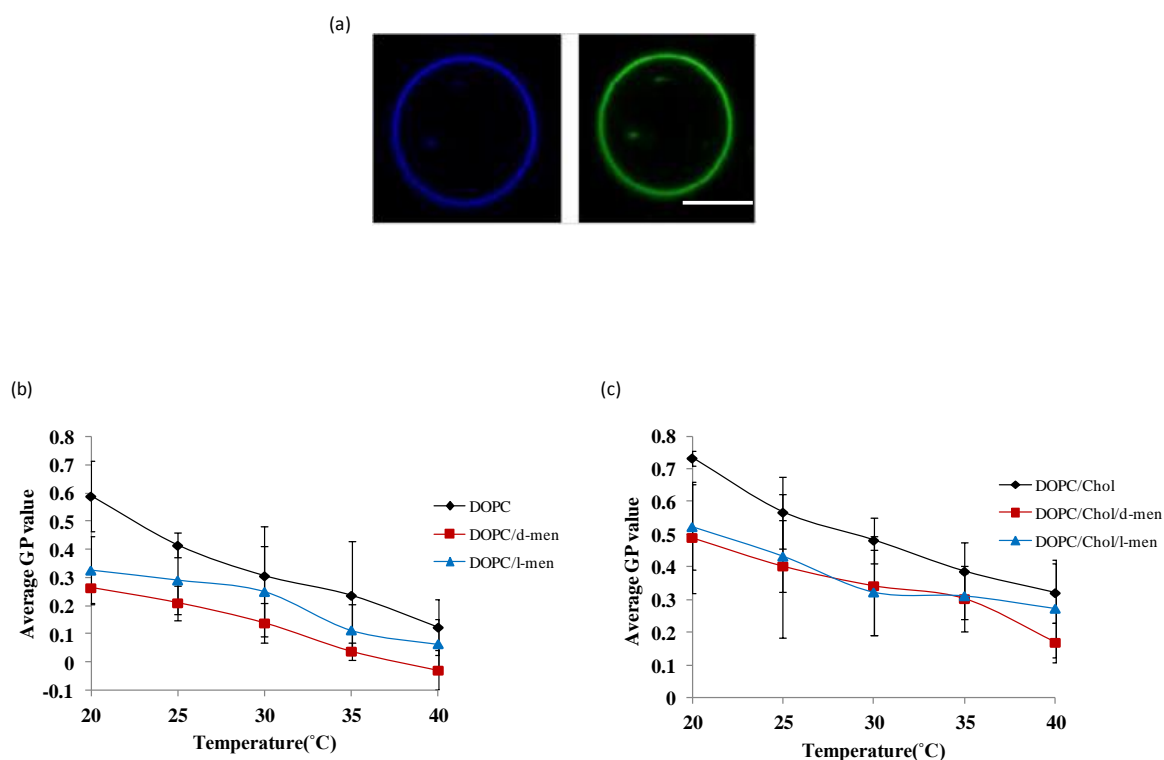 (a)
(b)
(c)
0.8
0.7
0.6
0.5
0.4
0.3
0.2
0.1
0
-0.1
20
25
30
35
40
Average GP value
Temperature(˚C)
DOPC
DOPC/d-men
DOPC/l-men
0.8
0.7
0.6
0.5
0.4
0.3
0.2
0.1
0
20
25
30
35
40
Average GP value
Temperature(˚C)
DOPC/Chol
DOPC/Chol/d-men
DOPC/Chol/l-men